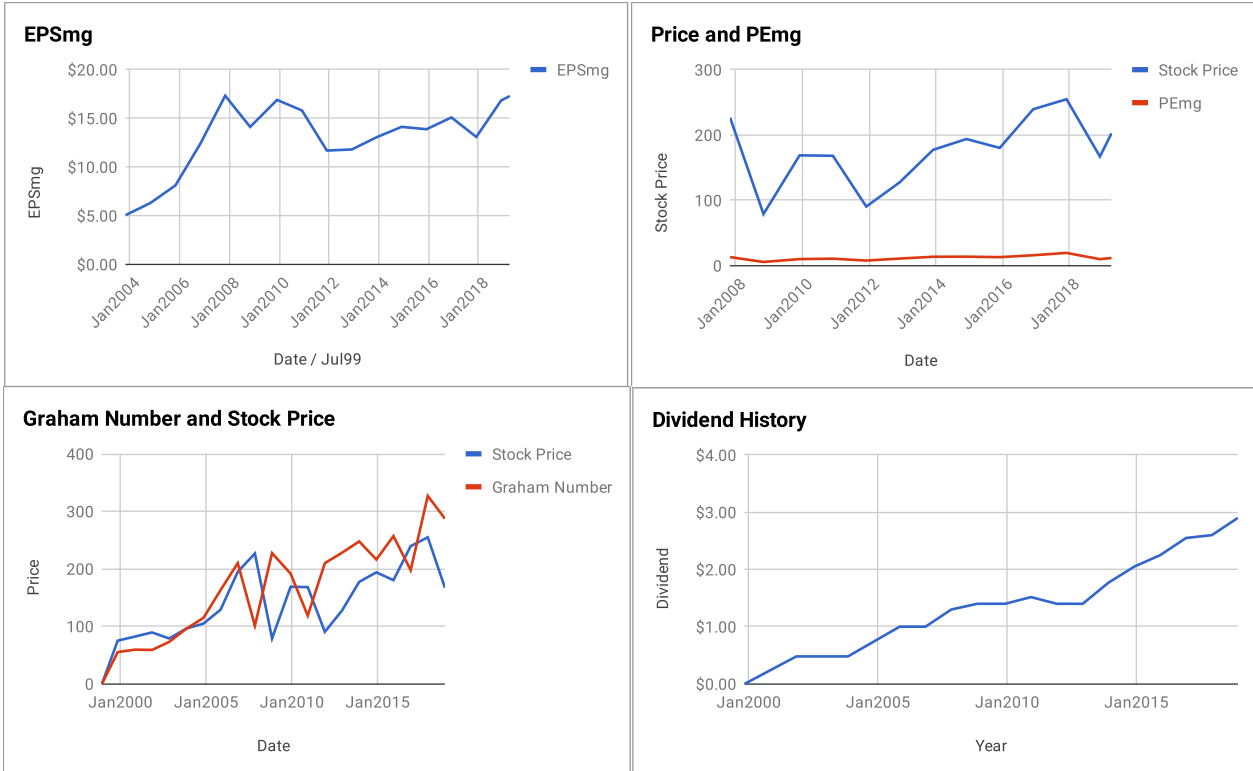 EPSmg
$20.00
$15.00
$10.00
$5.00
$0.00
EPSmg
Jan2004
Jan2006
Jan2008
Jan2010
Jan2012
Jan2014
Jan2016
Jan2018
Date / Jul99
EPSmg
Price and PEmg
300
200
100
0
Stock Price
Jan2008
Jan2010
Jan2012
Jan2014
Jan2016
Jan2018
Date
Stock Price
PEmg
Graham Number and Stock Price
400
300
200
100
0
Price
Jan2000
Jan2005
Jan2010
Jan2015
Date
Stock Price
Graham Number
Dividend History
$4.00
$3.00
$2.00
$1.00
$0.00
Dividend
Jan2000
Jan2005
Jan2010
Jan2015
Year